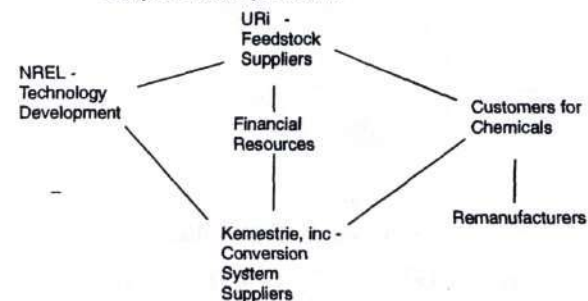 URi -
Feedstock
Suppliers
NREL -
Technology
Development
Financial
Resources
Customers for
Chemicals
Remanufacturers
Kemestrie, inc -
Conversion
System
Suppliers